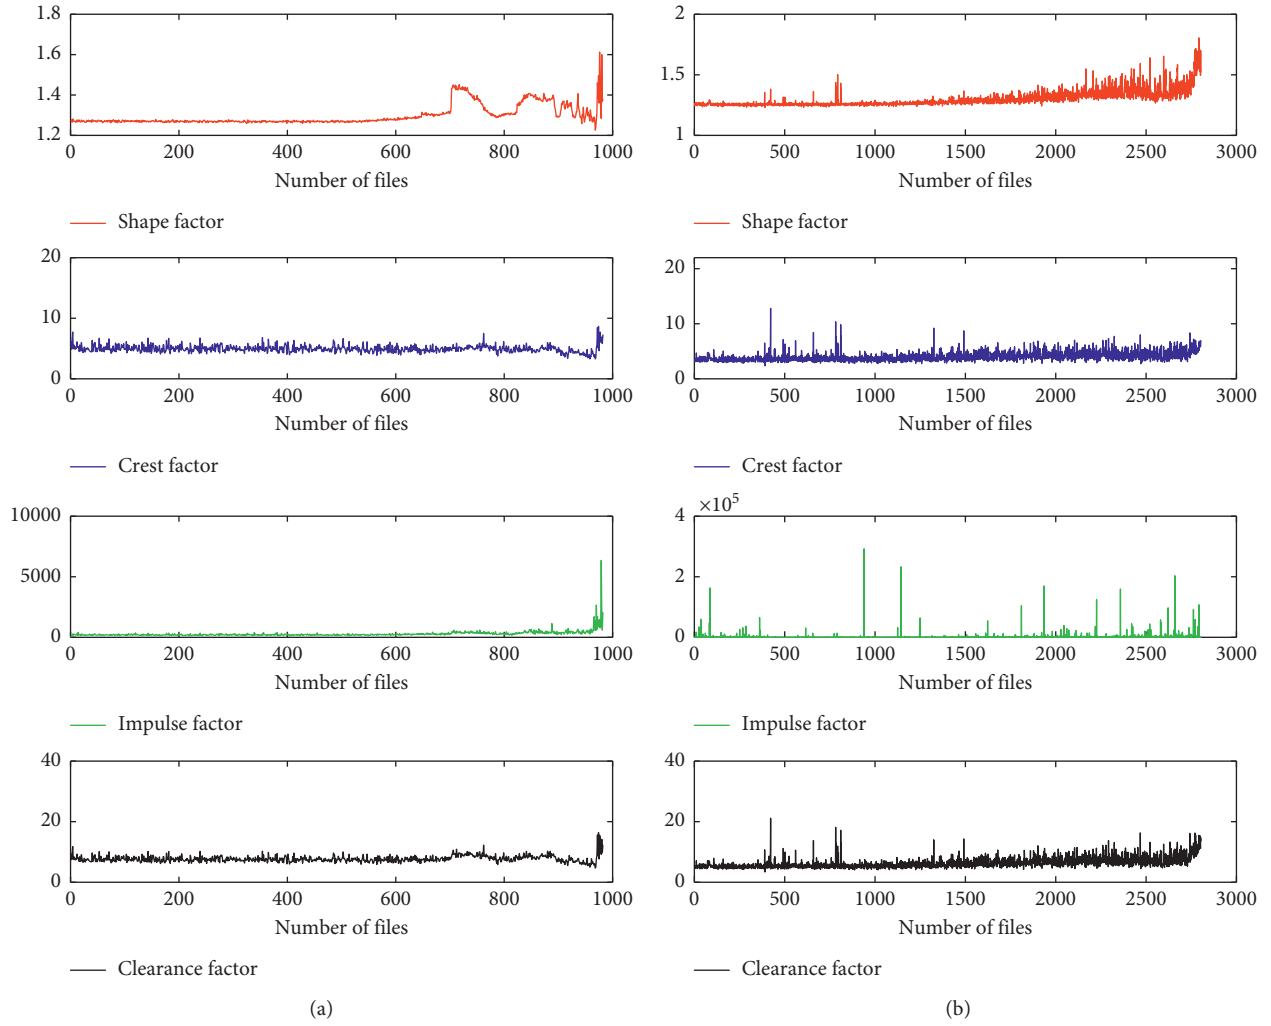 1.8
1.6
1.4
1.2
0 200 400 600 800 1000
Number of files
Shape factor
20
10
0
0 200 400 600 800 1000
Number of files
Crest factor
10000
5000
0
0 200 400 600 800 1000
Number of files
Impulse factor
40
20
0
0 200 400 600 800 1000
Number of files
Clearance factor
(a)
2
1.5
1
0 500 1000 1500 2000 2500 3000
Number of files
Shape factor
20
10
0
0 500 1000 1500 2000 2500 3000
Number of files
Crest factor
×10⁵
4
2
0
0 500 1000 1500 2000 2500 3000
Number of files
Impulse factor
40
20
0
0 500 1000 1500 2000 2500 3000
Number of files
Clearance factor
(b)